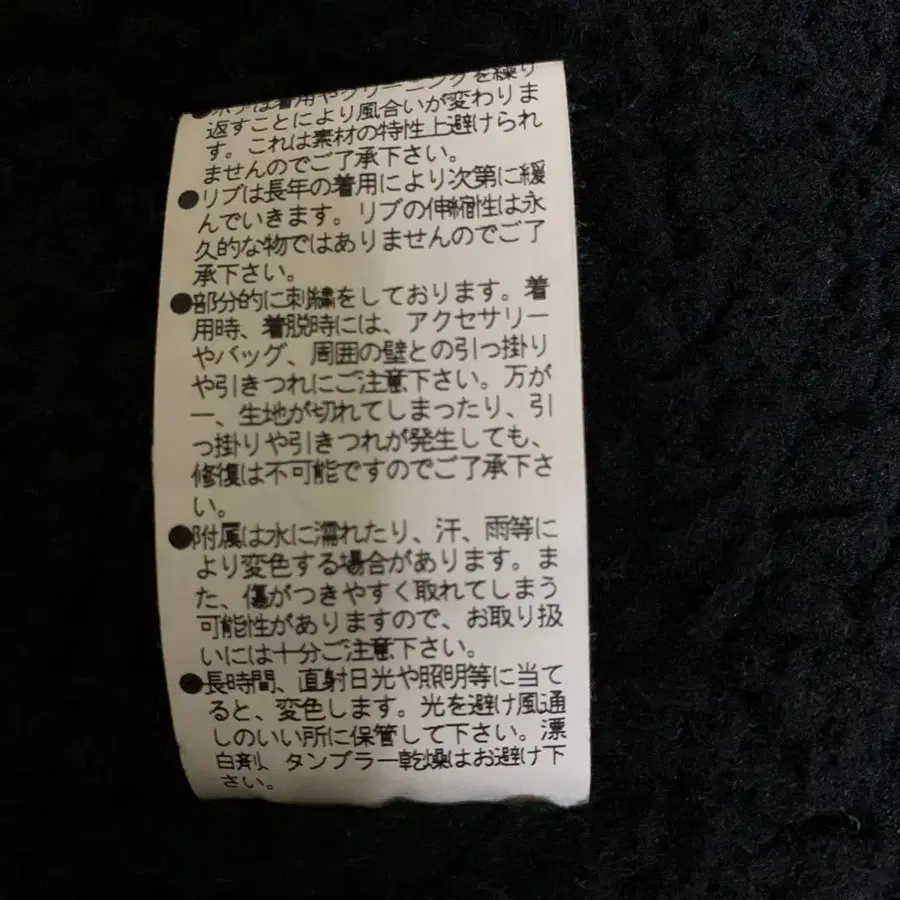 ●ボアは着用やクリーニングを繰り
返すことにより風合いが変わりま
す。これは素材の特性上避けられ
ませんのでご了承下さい。
●リブは長年の着用により次第に緩
んでいきます。リブの伸縮性は永
久的な物ではありませんのでご了
承下さい。
●部分的に刺繍をしております。着
用時、着脱時には、アクセサリー
やバッグ、周囲の壁との引っ掛り
や引きつれにご注意下さい。万が
一、生地が切れてしまったり、引
っ掛りや引きつれが発生しても、
修復は不可能ですのでご了承下さ
い。
●附属は水に濡れたり、汗、雨等に
より変色する場合があります。ま
た、傷がつきやすく取れてしまう
可能性がありますので、お取り扱
いには十分ご注意下さい。
●長時間、直射日光や照明等に当て
ると、変色します。光を避け風通
しのいい所に保管して下さい。漂
白剤、タンブラー乾燥はお避け下
さい。